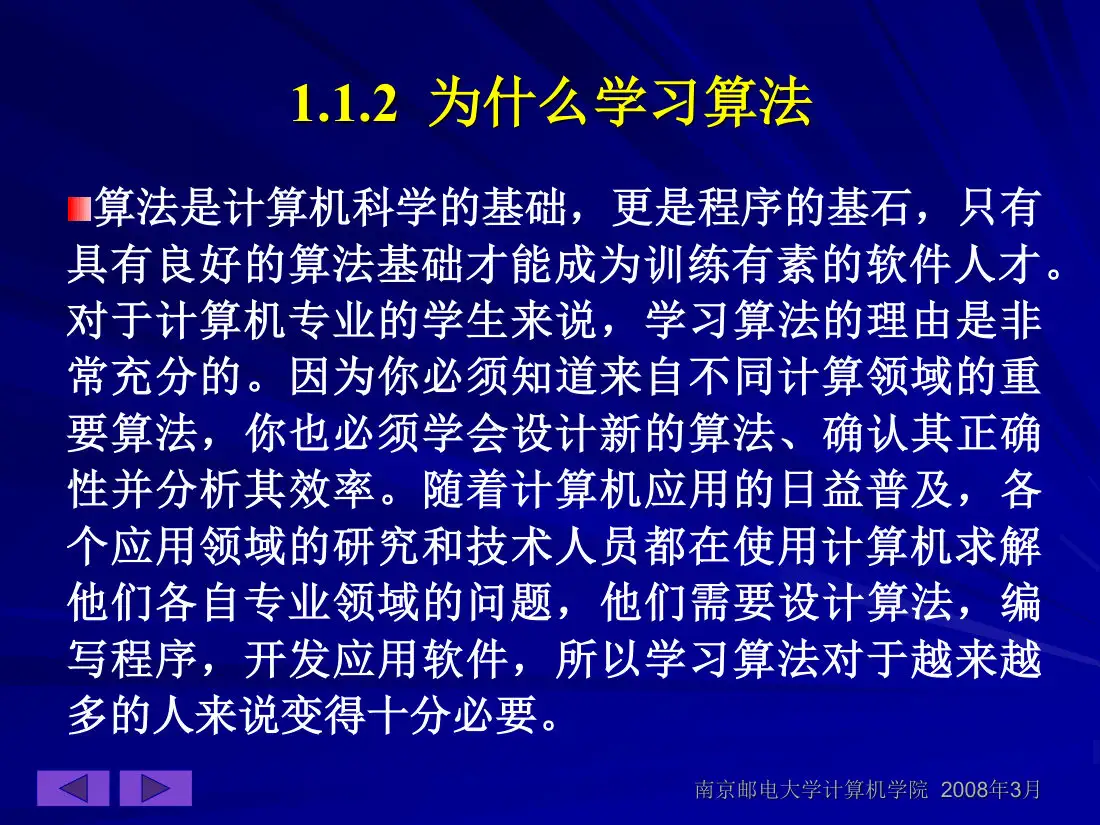 1.1.2 为什么学习算法
算法是计算机科学的基础，更是程序的基石，只有
具有良好的算法基础才能成为训练有素的软件人才。
对于计算机专业的学生来说，学习算法的理由是非
常充分的。因为你必须知道来自不同计算领域的重
要算法，你也必须学会设计新的算法、确认其正确
性并分析其效率。随着计算机应用的日益普及，各
个应用领域的研究和技术人员都在使用计算机求解
他们各自专业领域的问题，他们需要设计算法，编
写程序，开发应用软件，所以学习算法对于越来越
多的人来说变得十分必要。
南京邮电大学计算机学院 2008年3月